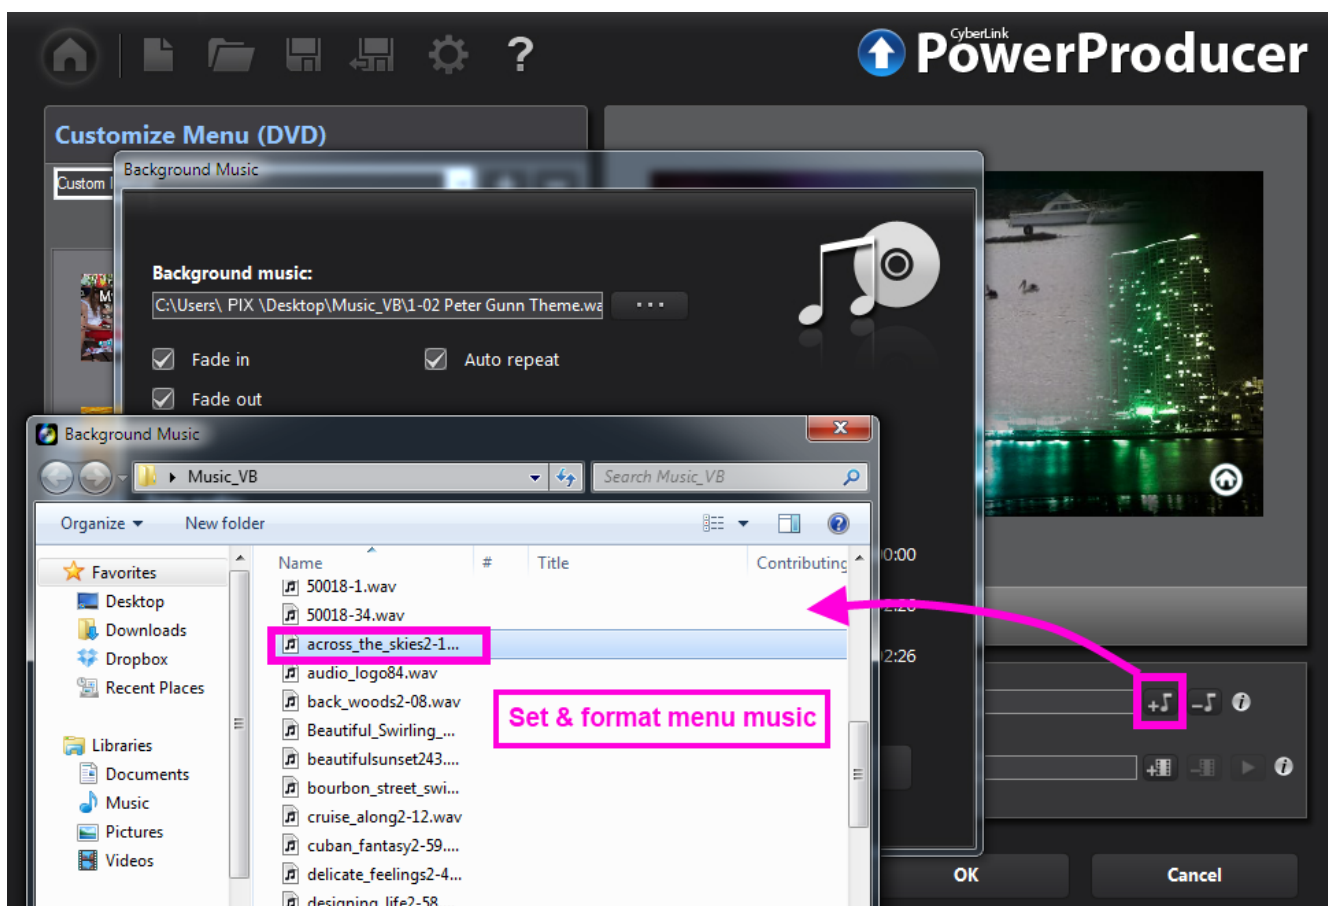 ?
CyberLink
PowerProducer
Customize Menu (DVD)
Custom
Background Music
Background music:
C:\Users\ PIX \Desktop\Music_VB\1-02 Peter Gunn Theme.wa
...
Fade in
Auto repeat
Fade out
Background Music
x
Music_VB
Search Music_VB
Organize
New folder
?
Name
#
Title
Contributing
Favorites
Desktop
Downloads
Dropbox
Recent Places
Libraries
Documents
Music
Pictures
Videos
50018-1.wav
50018-34.wav
across_the_skies2-1...
audio_logo84.wav
back_woods2-08.wav
Beautiful_Swirling_...
beautifulsunset243....
bourbon_street_swi...
cruise_along2-12.wav
cuban_fantasy2-59....
delicate_feelings2-4...
designing_life2-58
Set & format menu music
0:00
2:26
i
i
OK
Cancel